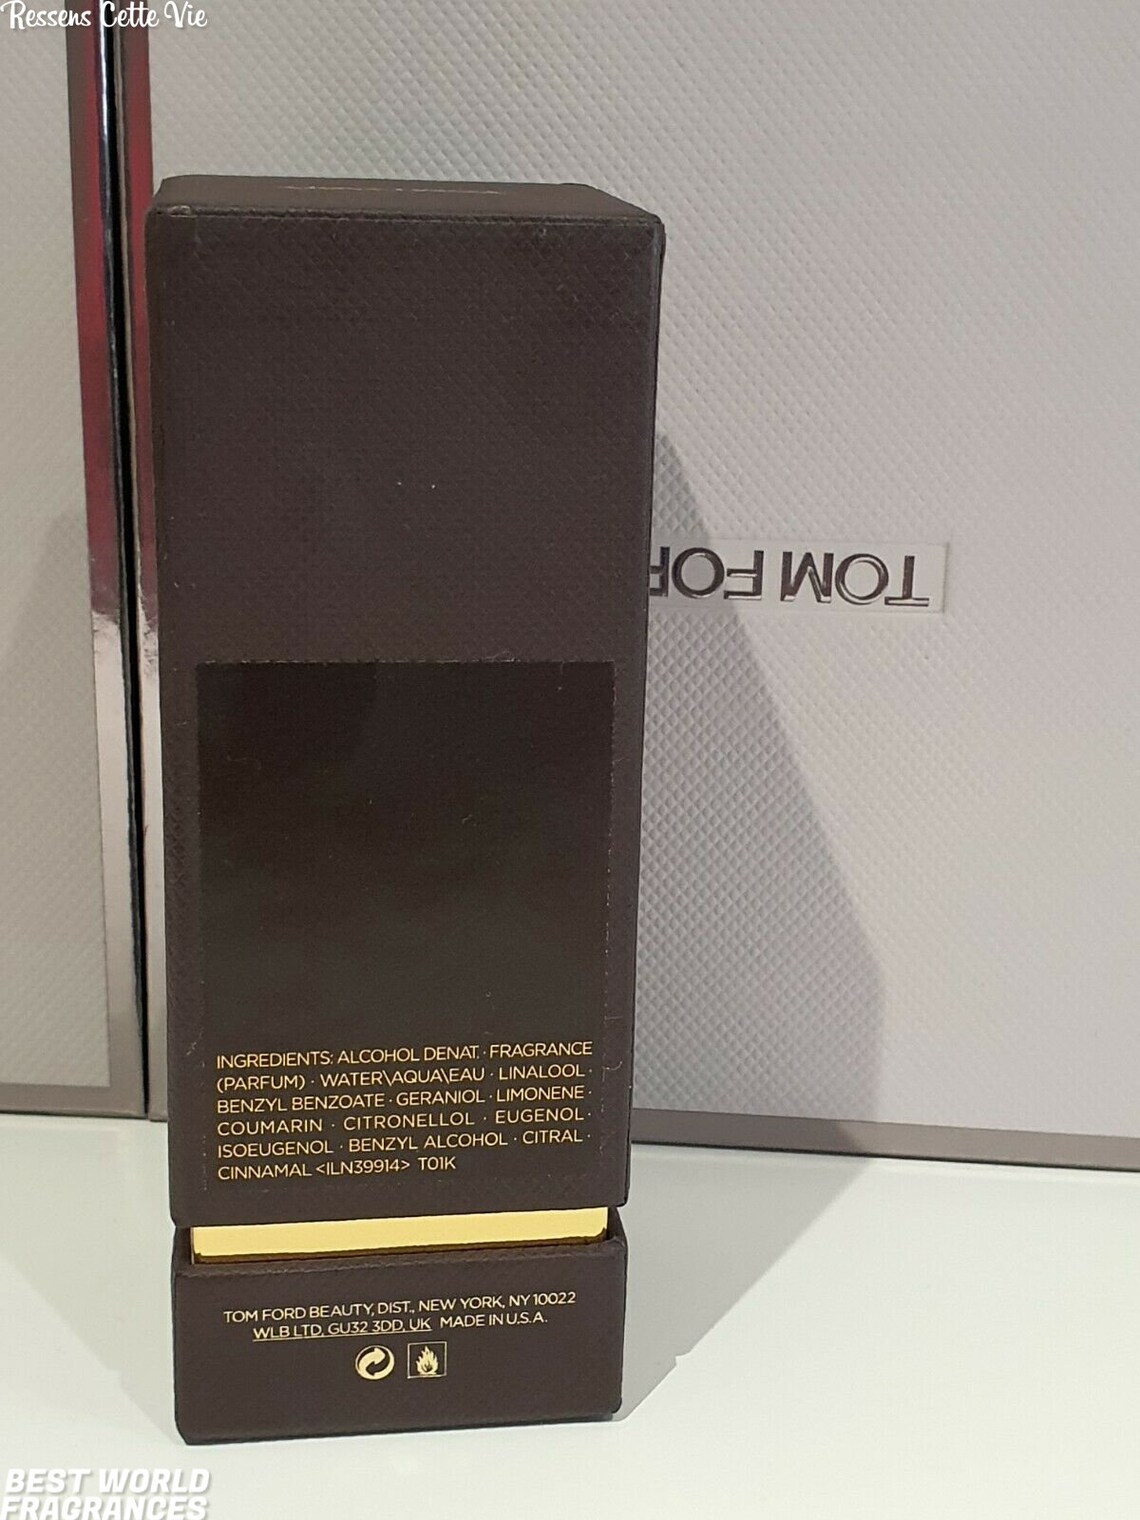 Ressens Cette Vie
TOM FOR
INGREDIENTS: ALCOHOL DENAT. · FRAGRANCE
(PARFUM) · WATER\AQUA\EAU · LINALOOL ·
BENZYL BENZOATE · GERANIOL · LIMONENE ·
COUMARIN · CITRONELLOL · EUGENOL ·
ISOEUGENOL · BENZYL ALCOHOL · CITRAL ·
CINNAMAL <ILN39914> T01K
TOM FORD BEAUTY, DIST., NEW YORK, NY 10022
WLB LTD, GU32 3DD, UK MADE IN U.S.A.
BEST WORLD
FRAGRANCES